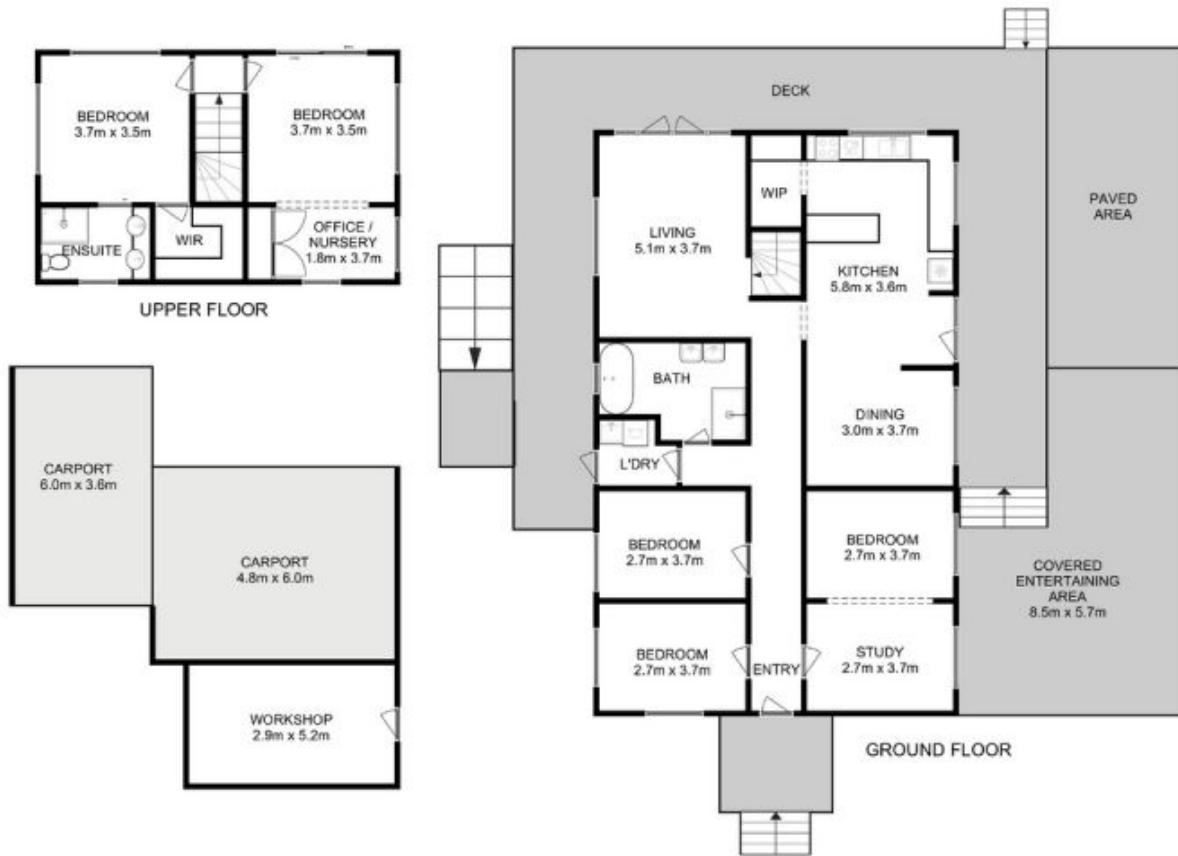 BEDROOM
3.7m x 3.5m
BEDROOM
3.7m x 3.5m
ENSUITE
WIR
OFFICE /
NURSERY
1.8m x 3.7m
UPPER FLOOR
CARPORT
6.0m x 3.6m
CARPORT
4.8m x 6.0m
WORKSHOP
2.9m x 5.2m
DECK
WIP
LIVING
5.1m x 3.7m
KITCHEN
5.8m x 3.6m
PAVED
AREA
BATH
DINING
3.0m x 3.7m
L'DRY
BEDROOM
2.7m x 3.7m
BEDROOM
2.7m x 3.7m
COVERED
ENTERTAINING
AREA
8.5m x 5.7m
BEDROOM
2.7m x 3.7m
ENTRY
STUDY
2.7m x 3.7m
GROUND FLOOR